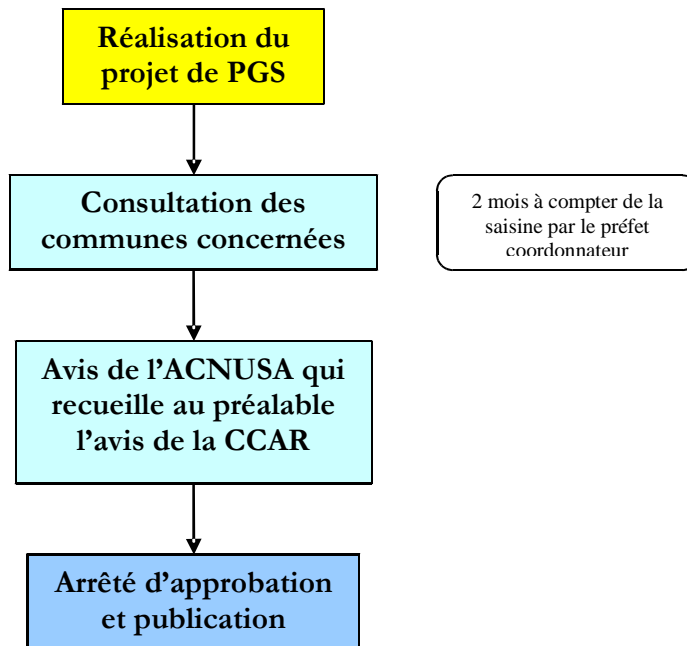 Réalisation du
projet de PGS
Consultation des
communes concernées
2 mois à compter de la
saisine par le préfet
coordonnateur
Avis de l’ACNUSA qui
recueille au préalable
l’avis de la CCAR
Arrêté d’approbation
et publication